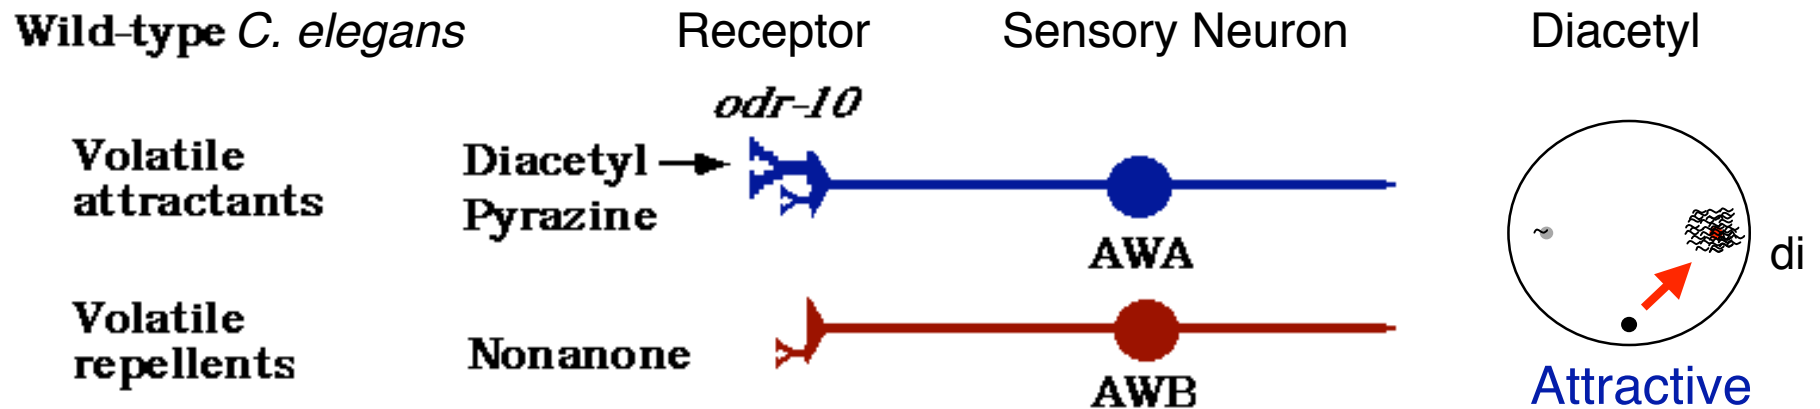 Wild-type C. elegans Receptor Sensory Neuron Diacetyl
odr-10
Volatile
attractants
Diacetyl
Pyrazine
AWA
di
Volatile
repellents
Nonanone
AWB
Attractive